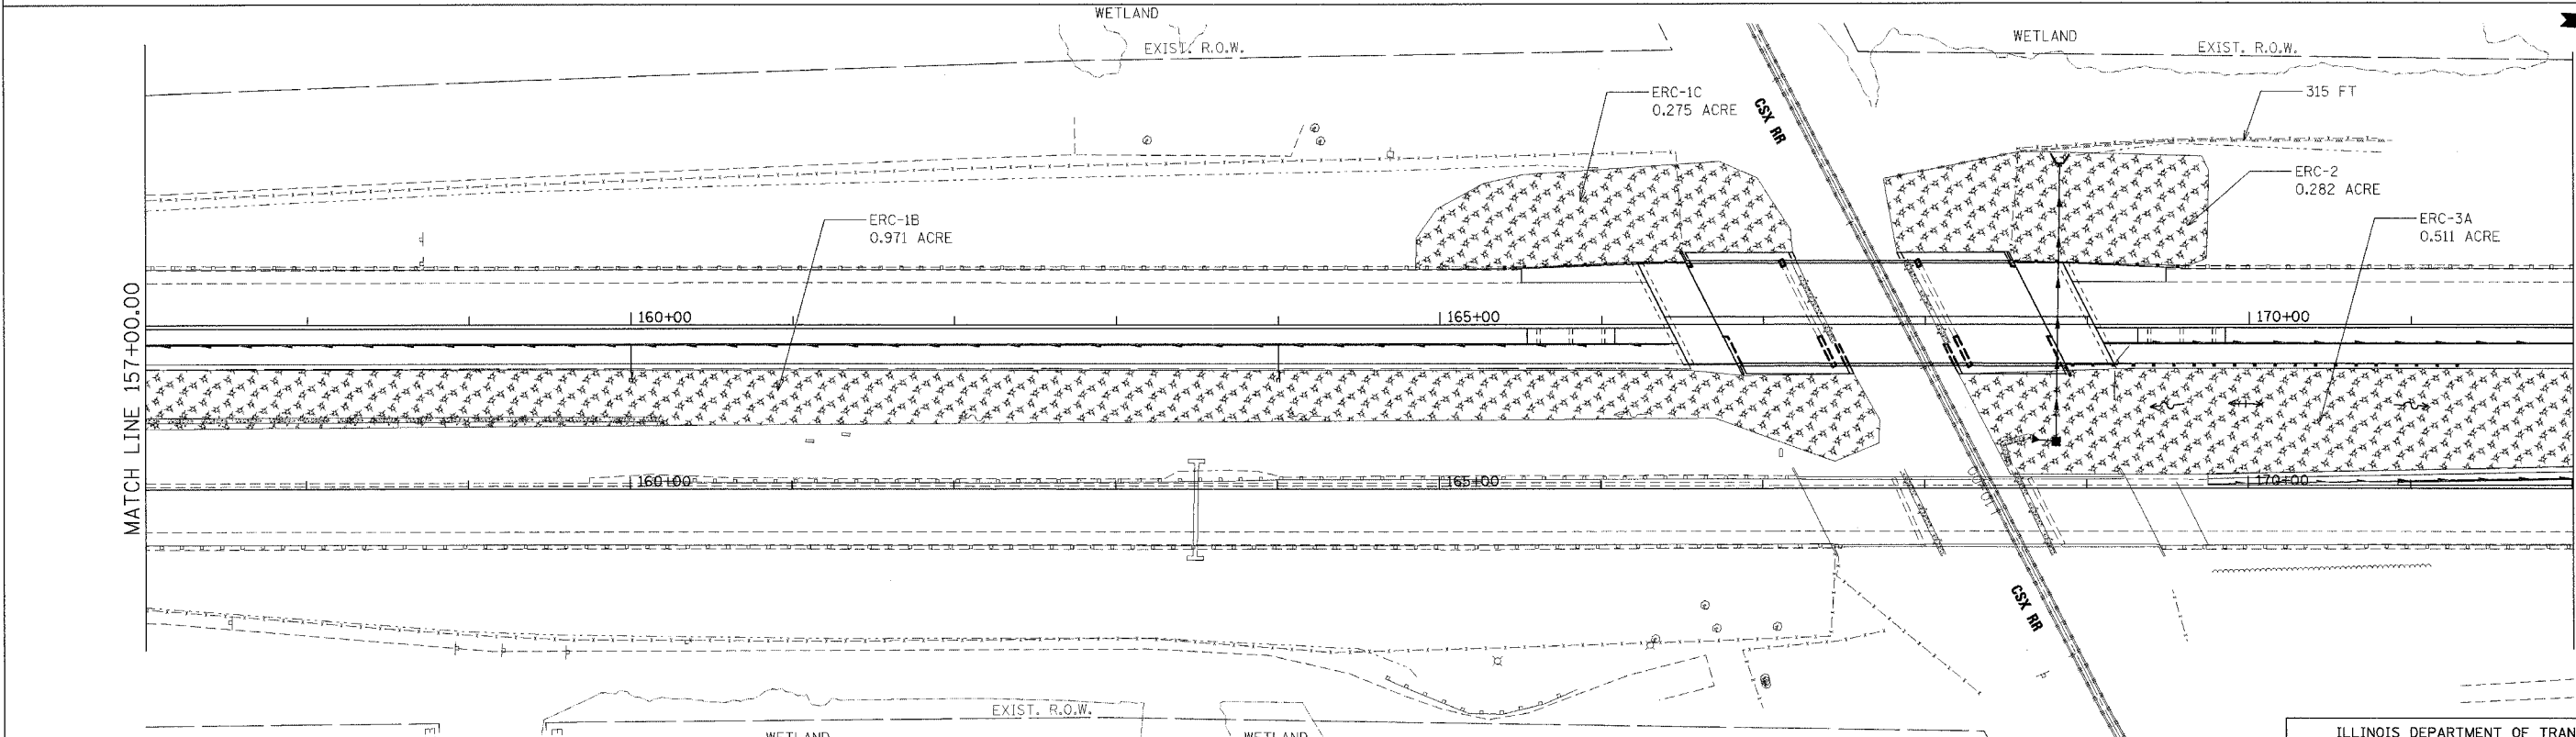 WETLAND
EXIST. R.O.W.
WETLAND
EXIST. R.O.W.
ERC-1C
0.275 ACRE
CSX RR
315 FT
ERC-2
0.282 ACRE
ERC-1B
0.971 ACRE
ERC-3A
0.511 ACRE
MATCH LINE 157+00.00
160+00
165+00
170+00
160+00
165+00
170+00
CSX RR
EXIST. R.O.W.
WETLAND
WETLAND
ILLINOIS DEPARTMENT OF TRAN